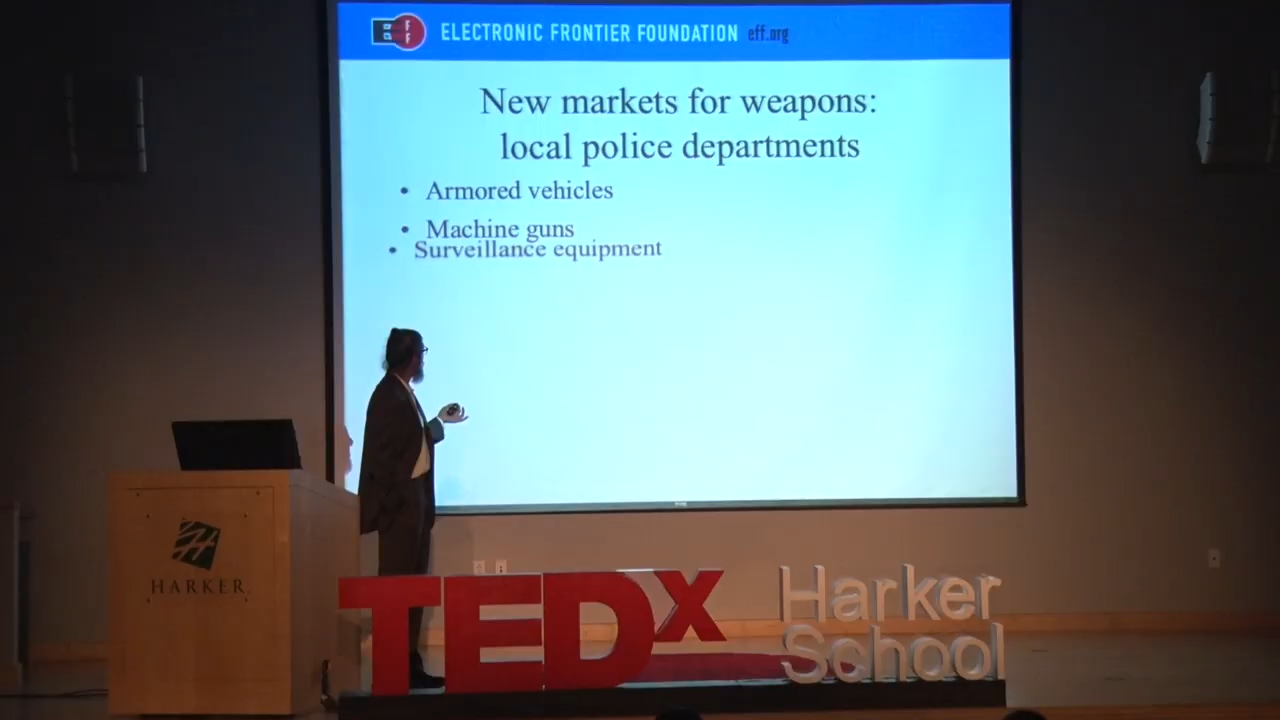 EFF ELECTRONIC FRONTIER FOUNDATION eff.org
New markets for weapons:
local police departments
• Armored vehicles
• Machine guns
• Surveillance equipment
HARKER
TEDx Harker
School